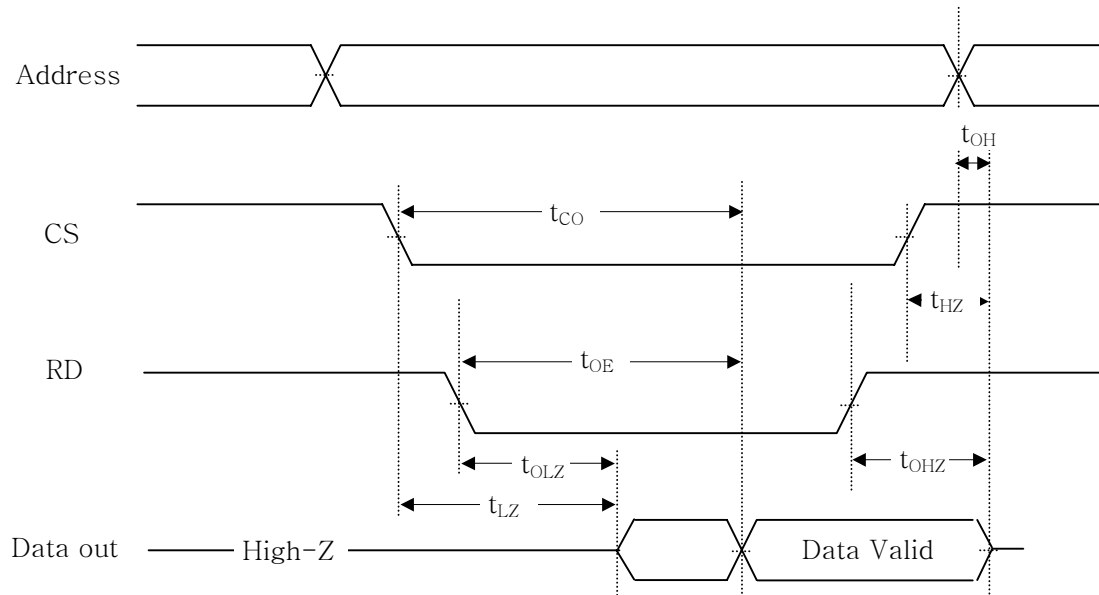 Address
tOH
tCO
CS
tHZ
tOE
RD
tOLZ
tOHZ
tLZ
Data out
High-Z
Data Valid